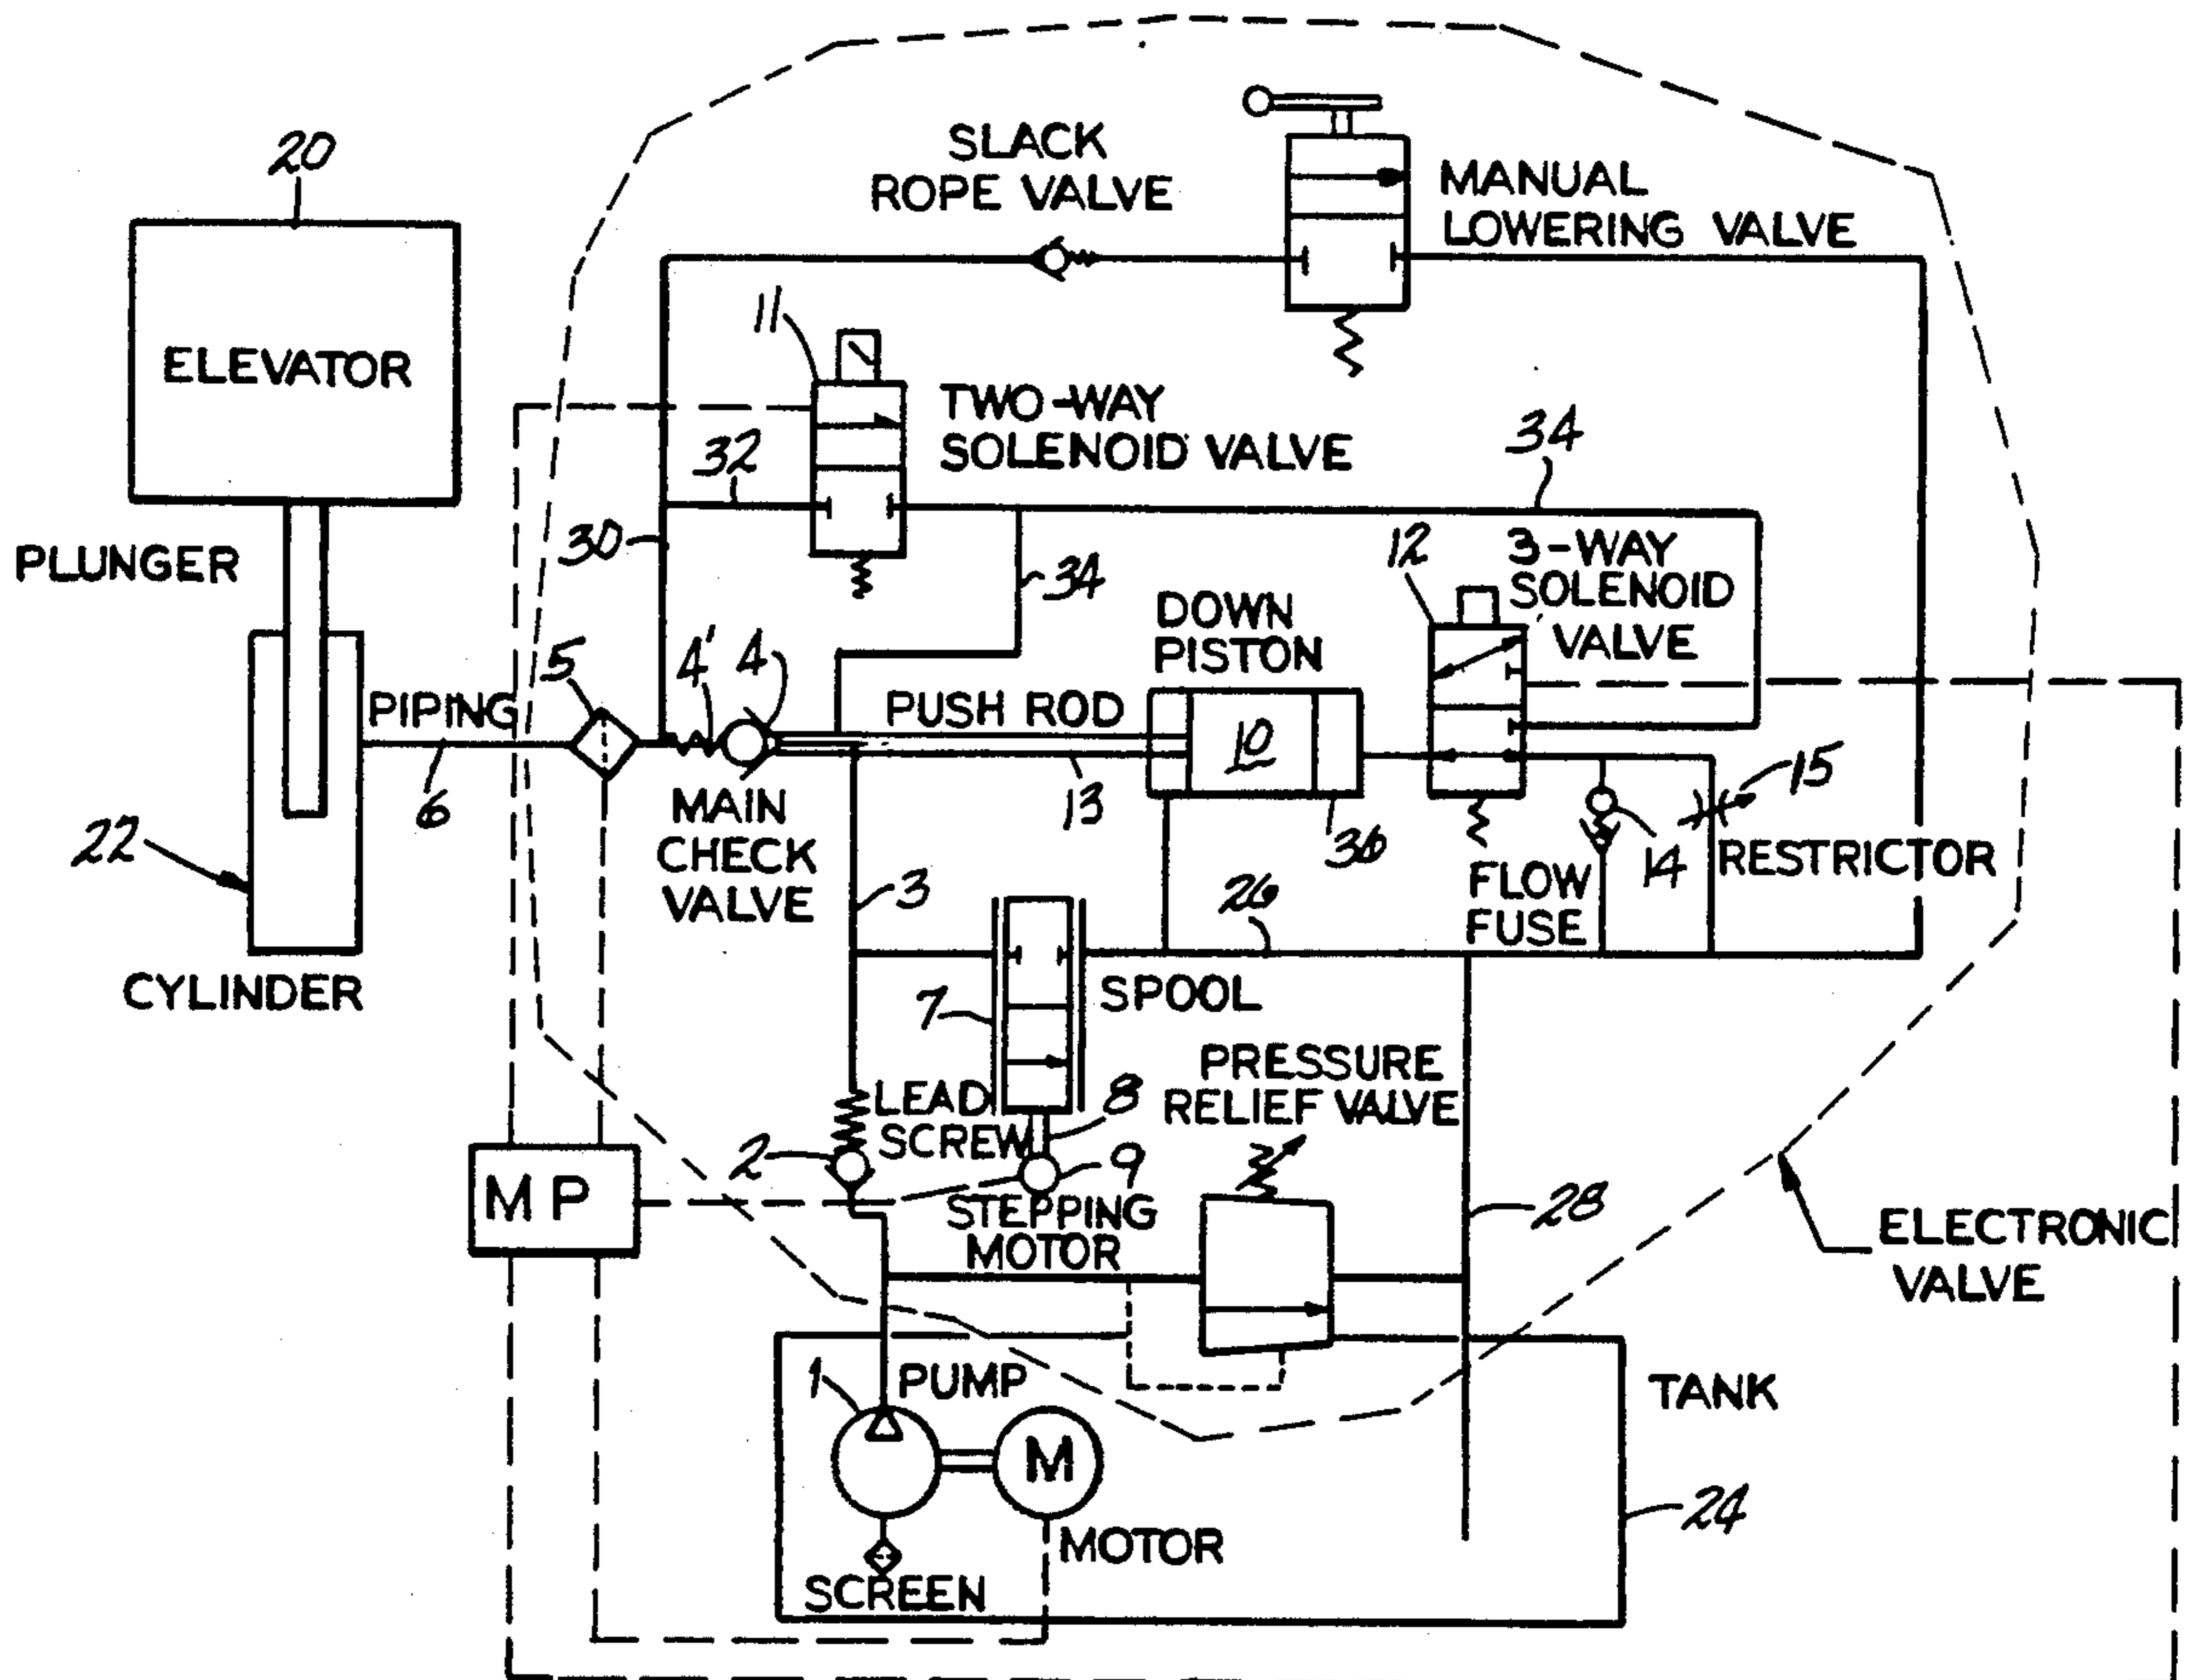 20
SLACK
ROPE VALVE
MANUAL
LOWERING VALVE
ELEVATOR
11
TWO-WAY
SOLENOID VALVE
32
34
30
PLUNGER
34
12
3-WAY
SOLENOID
VALVE
DOWN
PISTON
5
4'
4
PIPING
PUSH ROD
10
6
13
36
15
22
MAIN
CHECK
VALVE
14
RESTRICTOR
FLOW
FUSE
3
26
CYLINDER
7
SPOOL
PRESSURE
RELIEF VALVE
LEAD
SCREW
8
2
9
MP
STEPPING
MOTOR
28
ELECTRONIC
VALVE
1
PUMP
TANK
M
24
MOTOR
SCREEN